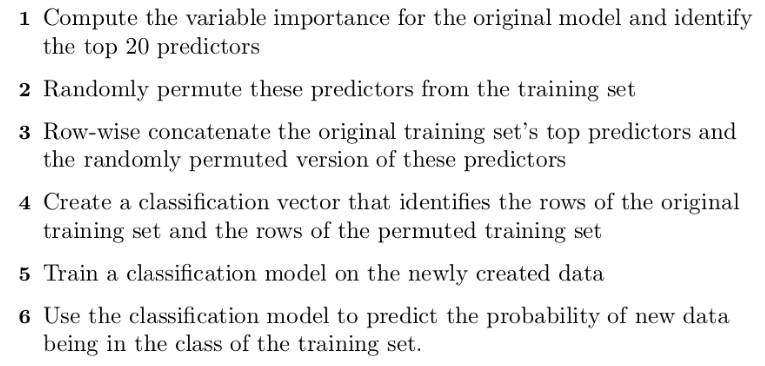 1 Compute the variable importance for the original model and identify
the top 20 predictors
2 Randomly permute these predictors from the training set
3 Row-wise concatenate the original training set's top predictors and
the randomly permuted version of these predictors
4 Create a classification vector that identifies the rows of the original
training set and the rows of the permuted training set
5 Train a classification model on the newly created data
6 Use the classification model to predict the probability of new data
being in the class of the training set.